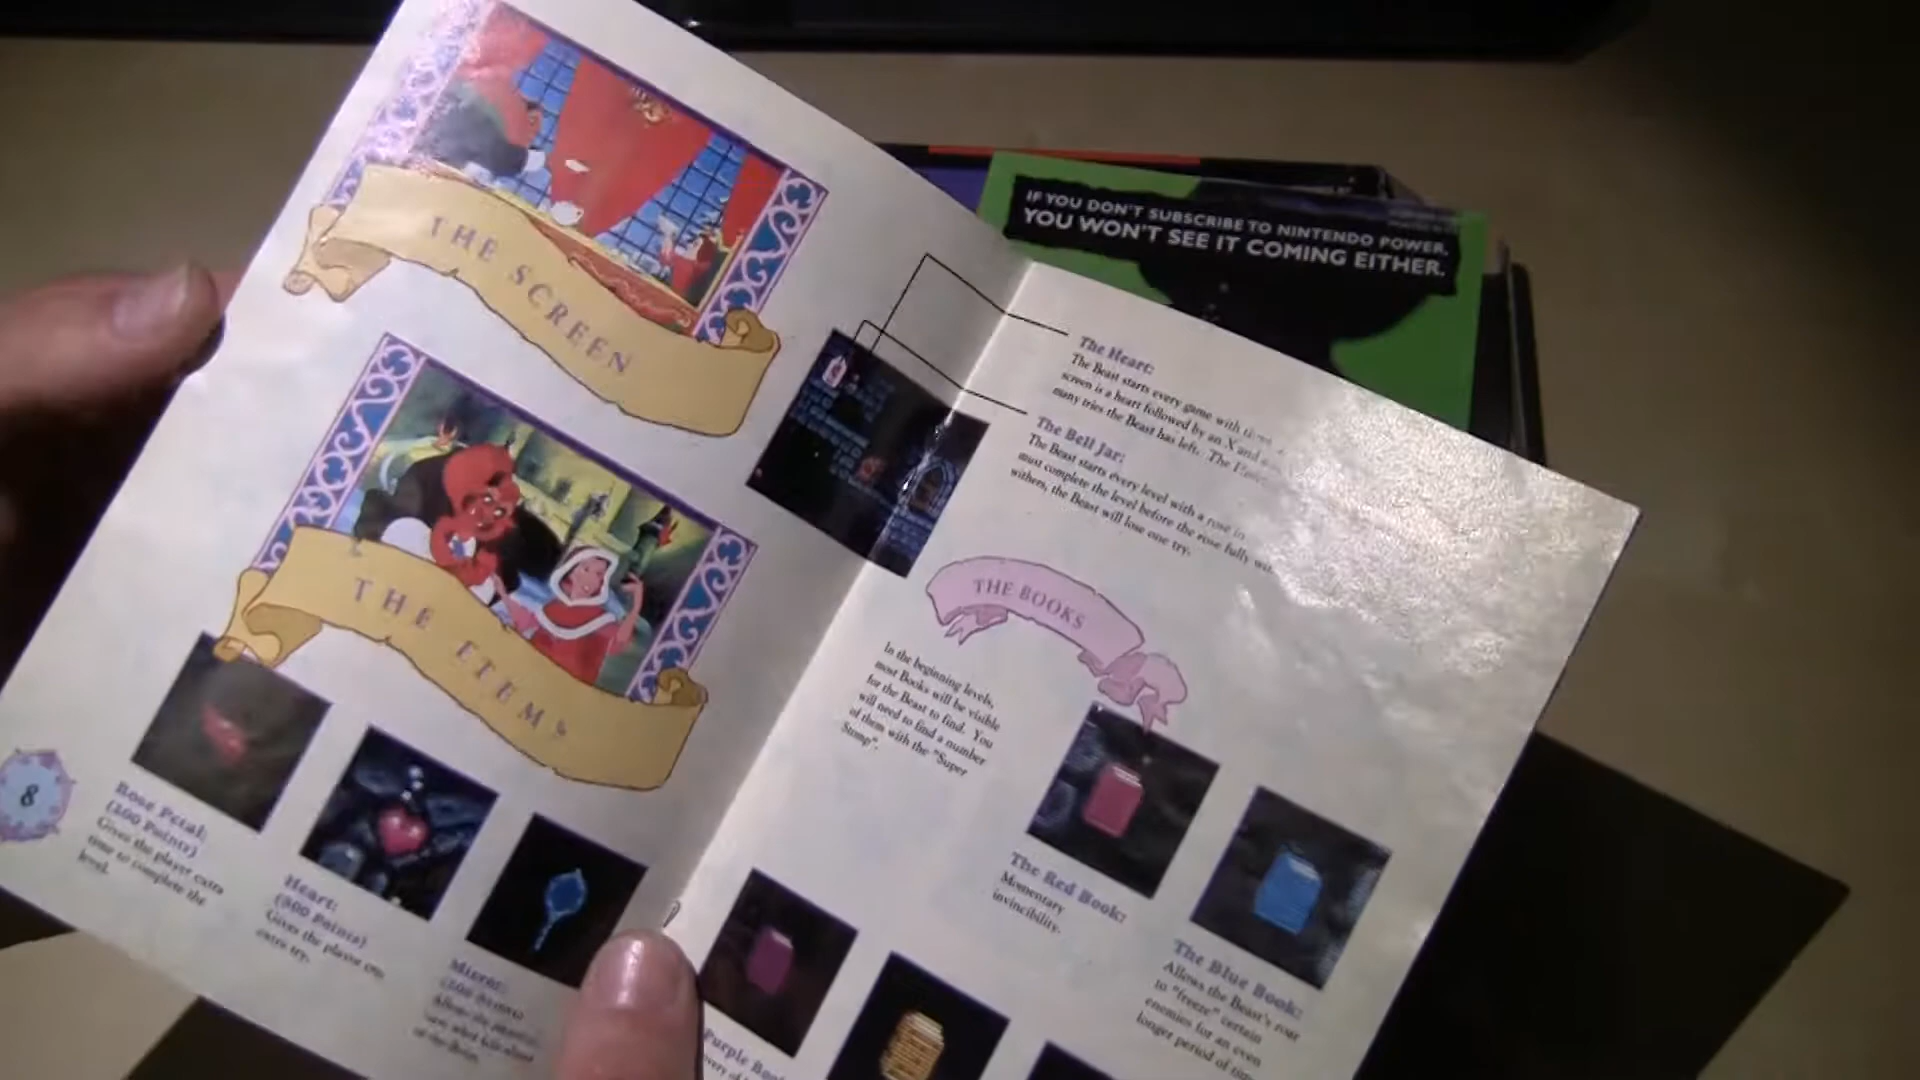 THE SCREEN
THE ITEMS
8
Rose Petal:
(100 Points)
Gives the player extra
time to complete the
level.
Heart:
(500 Points)
Gives the player
extra try.
Mirror:
IF YOU DON'T SUBSCRIBE TO NINTENDO POWER,
YOU WON'T SEE IT COMING EITHER.
The Heart:
The Beast starts every game with
screen is a heart followed by an X and
many tries the Beast has left. The
The Bell Jar:
The Beast starts every level with a rose in
must complete the level before the rose fully
withers, the Beast will lose one try.
THE BOOKS
In the beginning levels,
most Books will be visible
for the Beast to find. You
will need to find a number
of them with the "Super
Stomp".
The Red Book:
Momentary
invincibility.
The Blue Book:
Allows the Beast's roar
to "freeze" certain
enemies for an even
longer period of
Purple